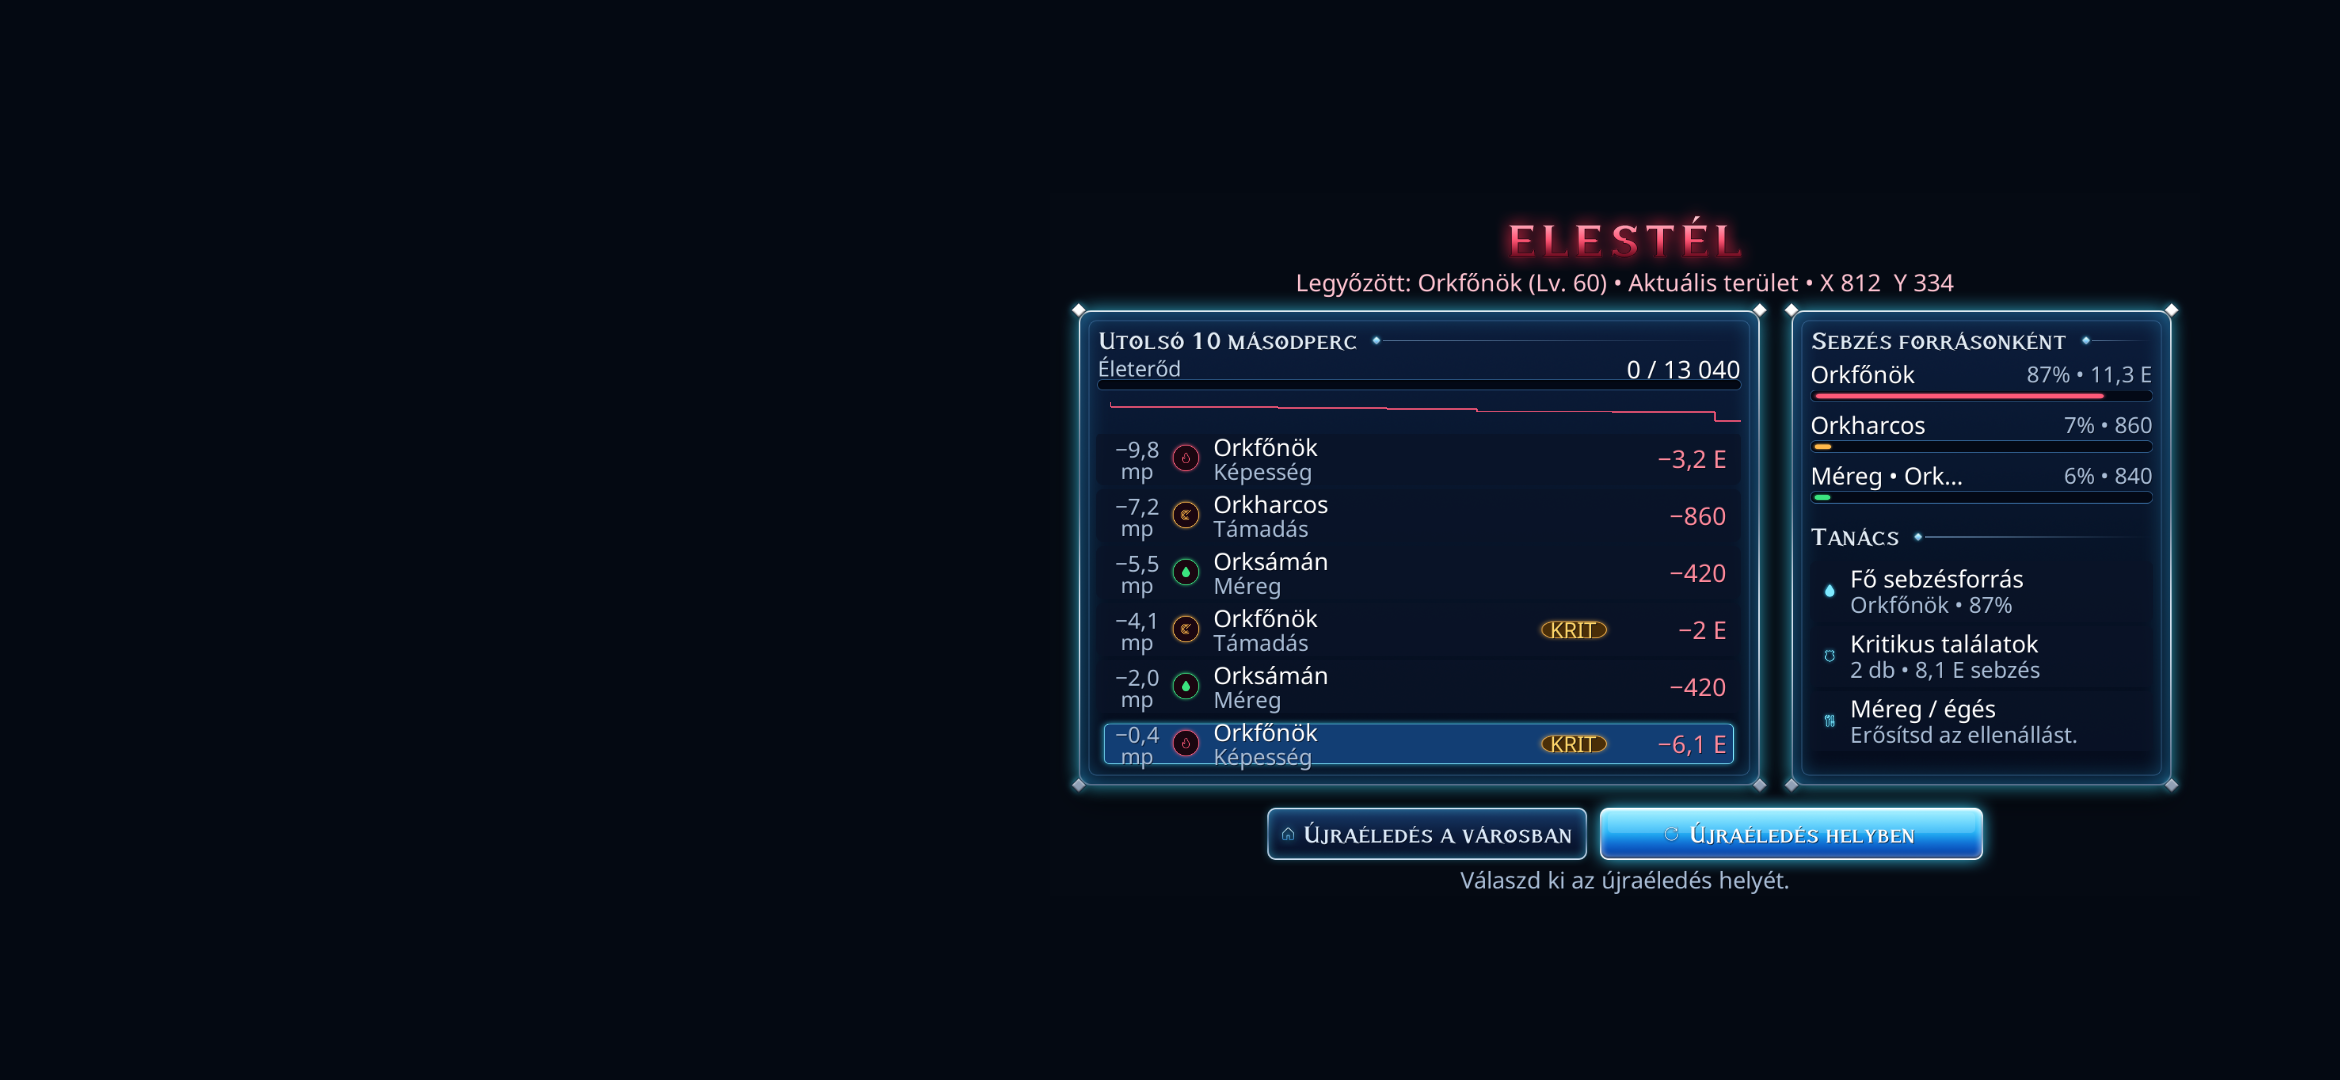 ELESTÉL
Legyőzött: Orkfőnök (Lv. 60) • Aktuális terület • X 812 Y 334
Utolsó 10 másodperc
Életerőd 0 / 13 040
−9,8 mp Orkfőnök −3,2 E
Képesség
−7,2 mp Orkharcos −860
Támadás
−5,5 mp Orksámán −420
Méreg
−4,1 mp Orkfőnök KRIT −2 E
Támadás
−2,0 mp Orksámán −420
Méreg
−0,4 mp Orkfőnök KRIT −6,1 E
Képesség
Sebzés forrásonként
Orkfőnök 87% • 11,3 E
Orkharcos 7% • 860
Méreg • Ork... 6% • 840
Tanács
Fő sebzésforrás
Orkfőnök • 87%
Kritikus találatok
2 db • 8,1 E sebzés
Méreg / égés
Erősítsd az ellenállást.
Újraéledés a városban
Újraéledés helyben
Válaszd ki az újraéledés helyét.